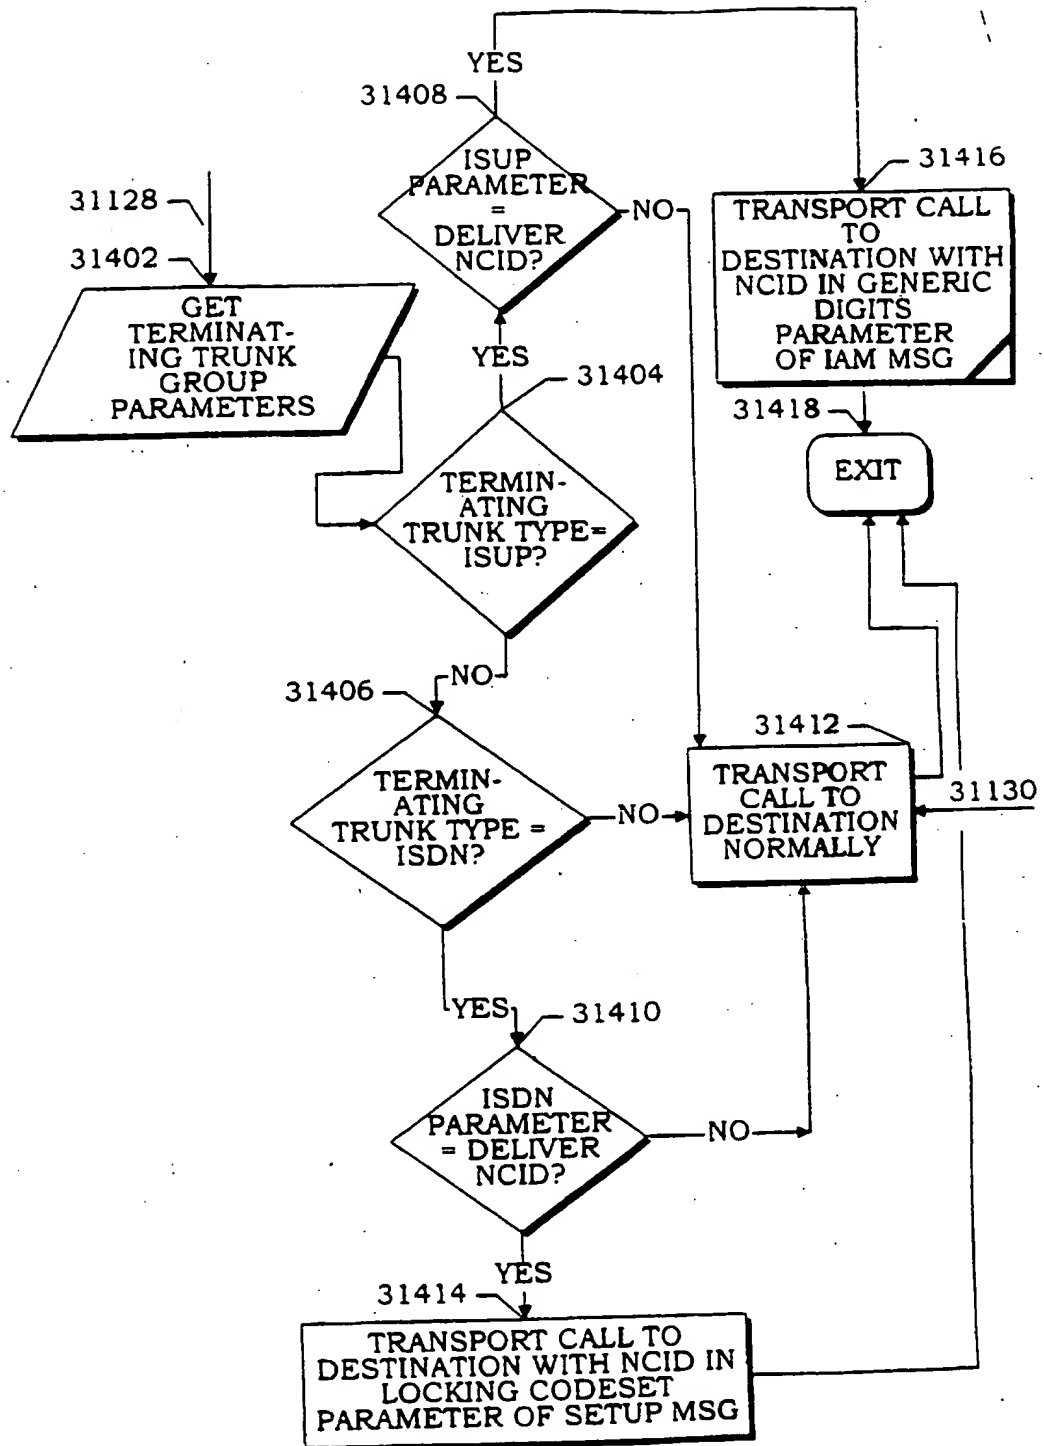 YES
31408
ISUP
PARAMETER
=
DELIVER
NCID?
NO
31416
TRANSPORT CALL
TO
DESTINATION WITH
NCID IN GENERIC
DIGITS
PARAMETER
OF IAM MSG
31128
31402
GET
TERMINAT-
ING TRUNK
GROUP
PARAMETERS
YES
31404
TERMIN-
ATING
TRUNK TYPE=
ISUP?
31418
EXIT
NO
31406
TERMIN-
ATING
TRUNK TYPE =
ISDN?
NO
31412
TRANSPORT
CALL TO
DESTINATION
NORMALLY
31130
YES
31410
ISDN
PARAMETER
= DELIVER
NCID?
NO
YES
31414
TRANSPORT CALL TO
DESTINATION WITH NCID IN
LOCKING CODESET
PARAMETER OF SETUP MSG